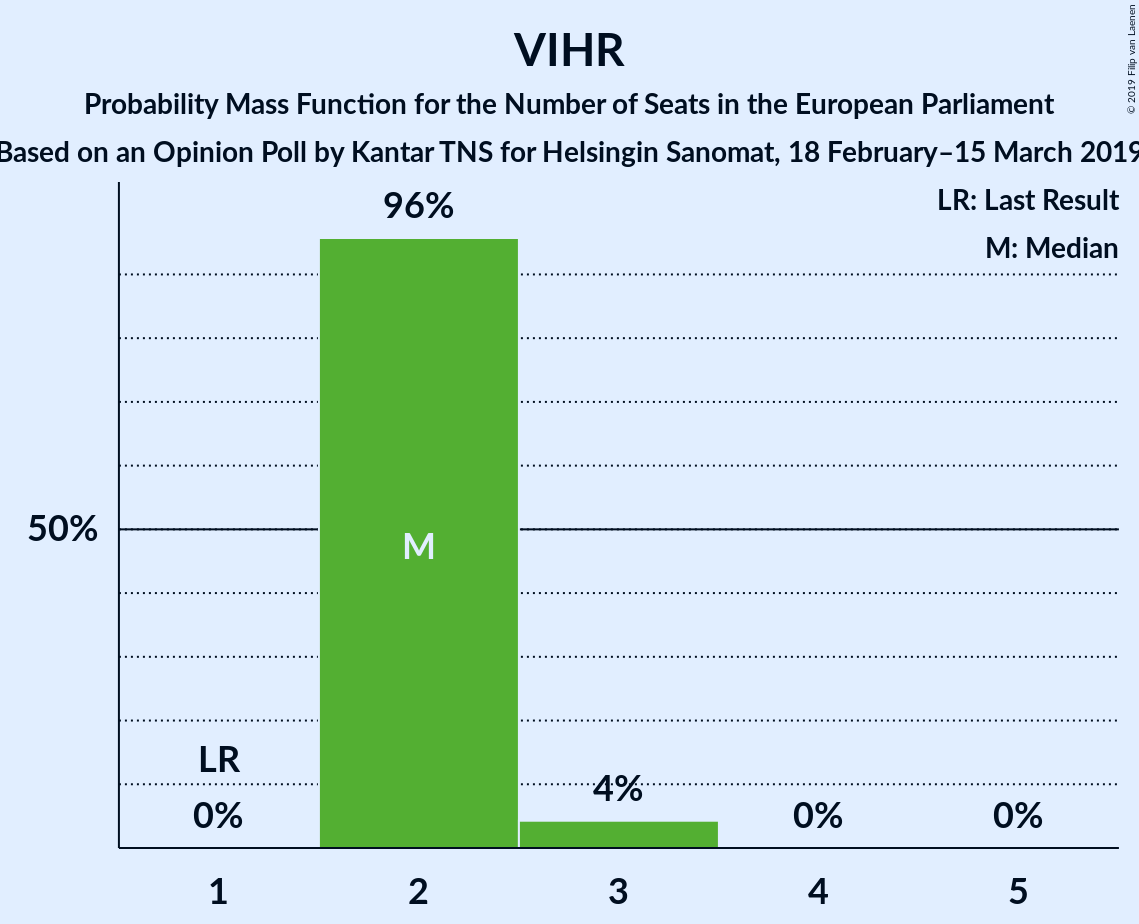 VIHR
Probability Mass Function for the Number of Seats in the European Parliament
Based on an Opinion Poll by Kantar TNS for Helsingin Sanomat, 18 February–15 March 2019
© 2019 Filip van Laenen
LR: Last Result
M: Median
96%
50%
M
LR
0%
4%
0%
0%
1 2 3 4 5